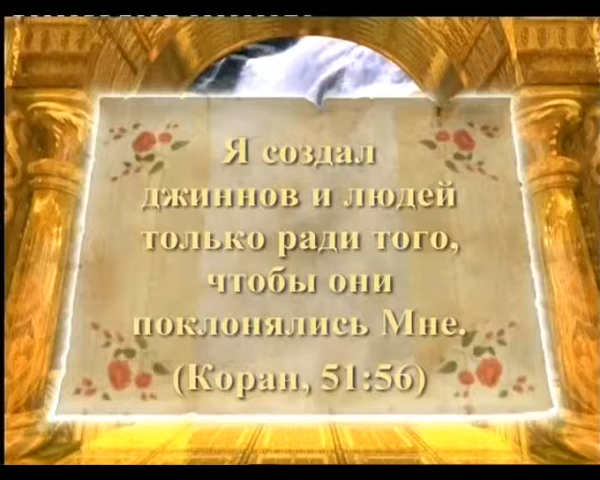 Я создал
джиннов и людей
только ради того,
чтобы они
поклонялись Мне.
(Коран, 51:56)